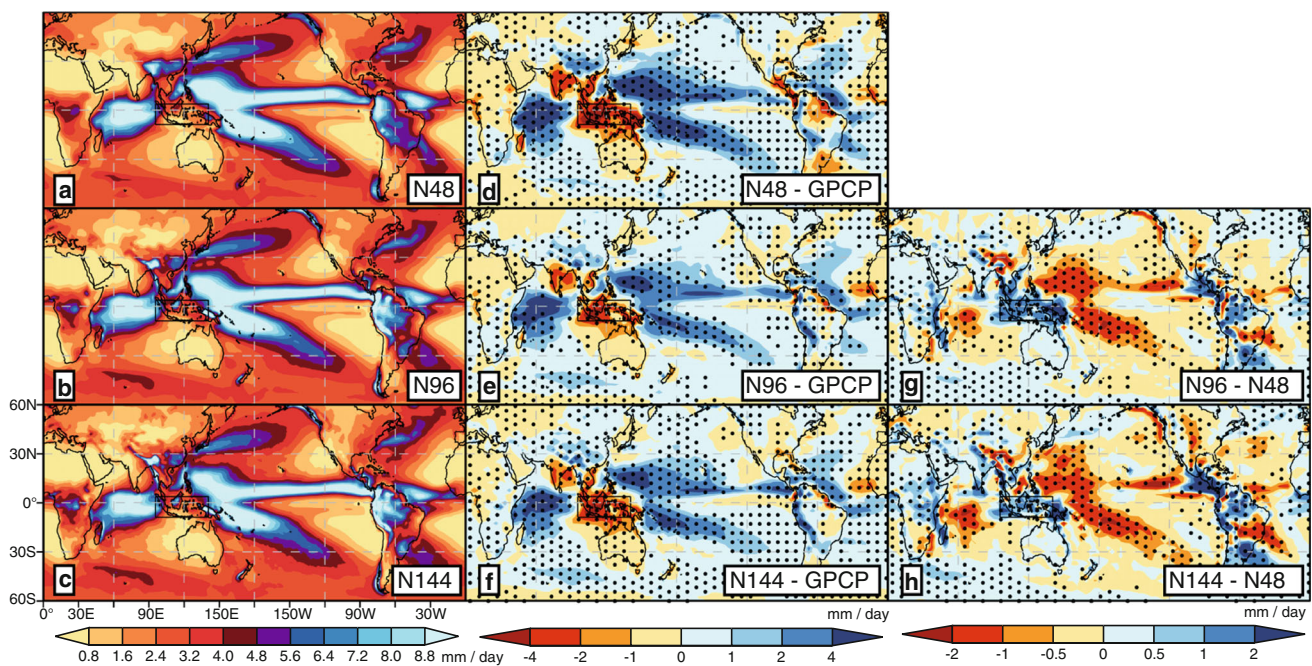 a
N48
d
N48 - GPCP
b
N96
e
N96 - GPCP
g
N96 - N48
60N
30N
0°
30S
60S
c
N144
f
N144 - GPCP
h
N144 - N48
0° 30E 90E 150E 150W 90W 30W
mm / day
mm / day
0.8 1.6 2.4 3.2 4.0 4.8 5.6 6.4 7.2 8.0 8.8 mm / day
-4 -2 -1 0 1 2 4
-2 -1 -0.5 0 0.5 1 2